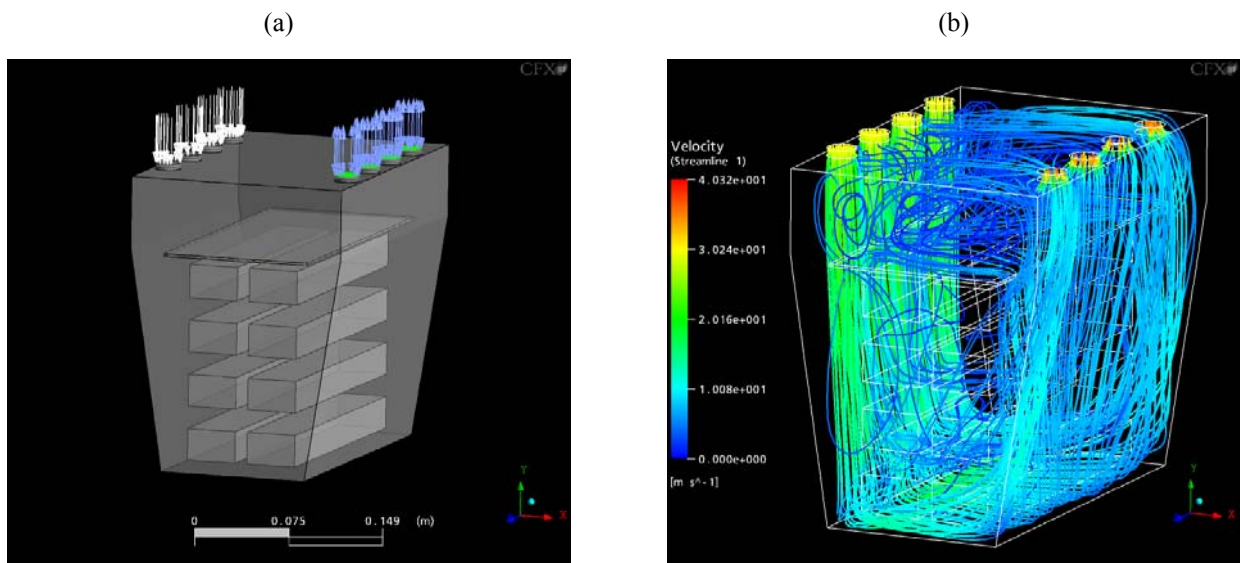 (a)
(b)
CFX
Y
X
0 0.075 0.149 (m)
CFX
Velocity
(Streamline 1)
4.032e+001
3.024e+001
2.016e+001
1.008e+001
0.000e+000
[m s^-1]
Y
X